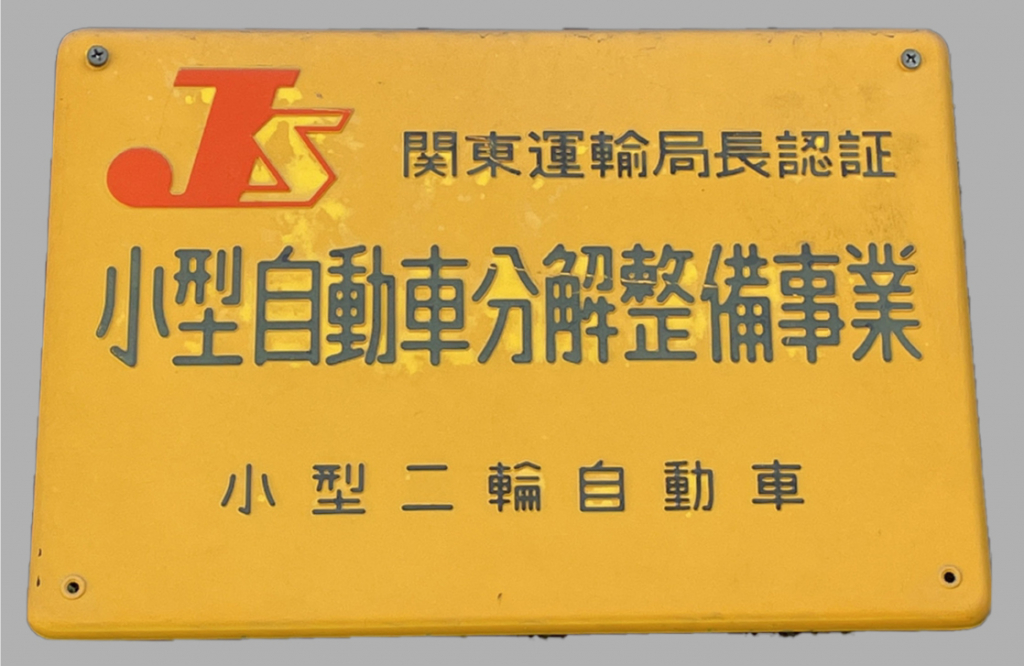 JS
関東運輸局長認証
小型自動車分解整備事業
小型二輪自動車